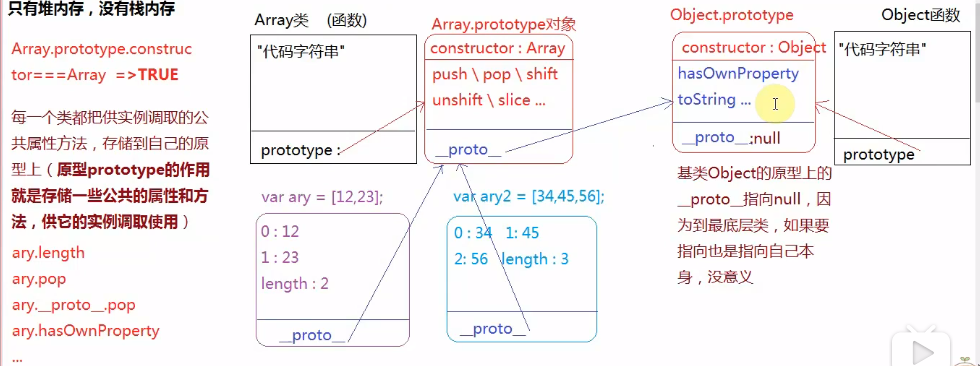 只有堆内存，没有栈内存
Array.prototype.construc
tor===Array =>TRUE
每一个类都把供实例调取的公
共属性方法，存储到自己的原
型上（原型prototype的作用
就是存储一些公共的属性和方
法，供它的实例调取使用）
ary.length
ary.pop
ary.__proto__.pop
ary.hasOwnProperty
...
Array类 (函数)
"代码字符串"
prototype :
Array.prototype对象
constructor : Array
push \ pop \ shift
unshift \ slice ...
__proto__
var ary = [12,23];
0 : 12
1 : 23
length : 2
__proto__
var ary2 = [34,45,56];
0 : 34 1: 45
2: 56 length : 3
__proto__
Object.prototype
constructor : Object
hasOwnProperty
toString ...
__proto__:null
基类Object的原型上的
__proto__指向null，因
为到最底层类，如果要
指向也是指向自己本
身，没意义
Object函数
"代码字符串"
prototype